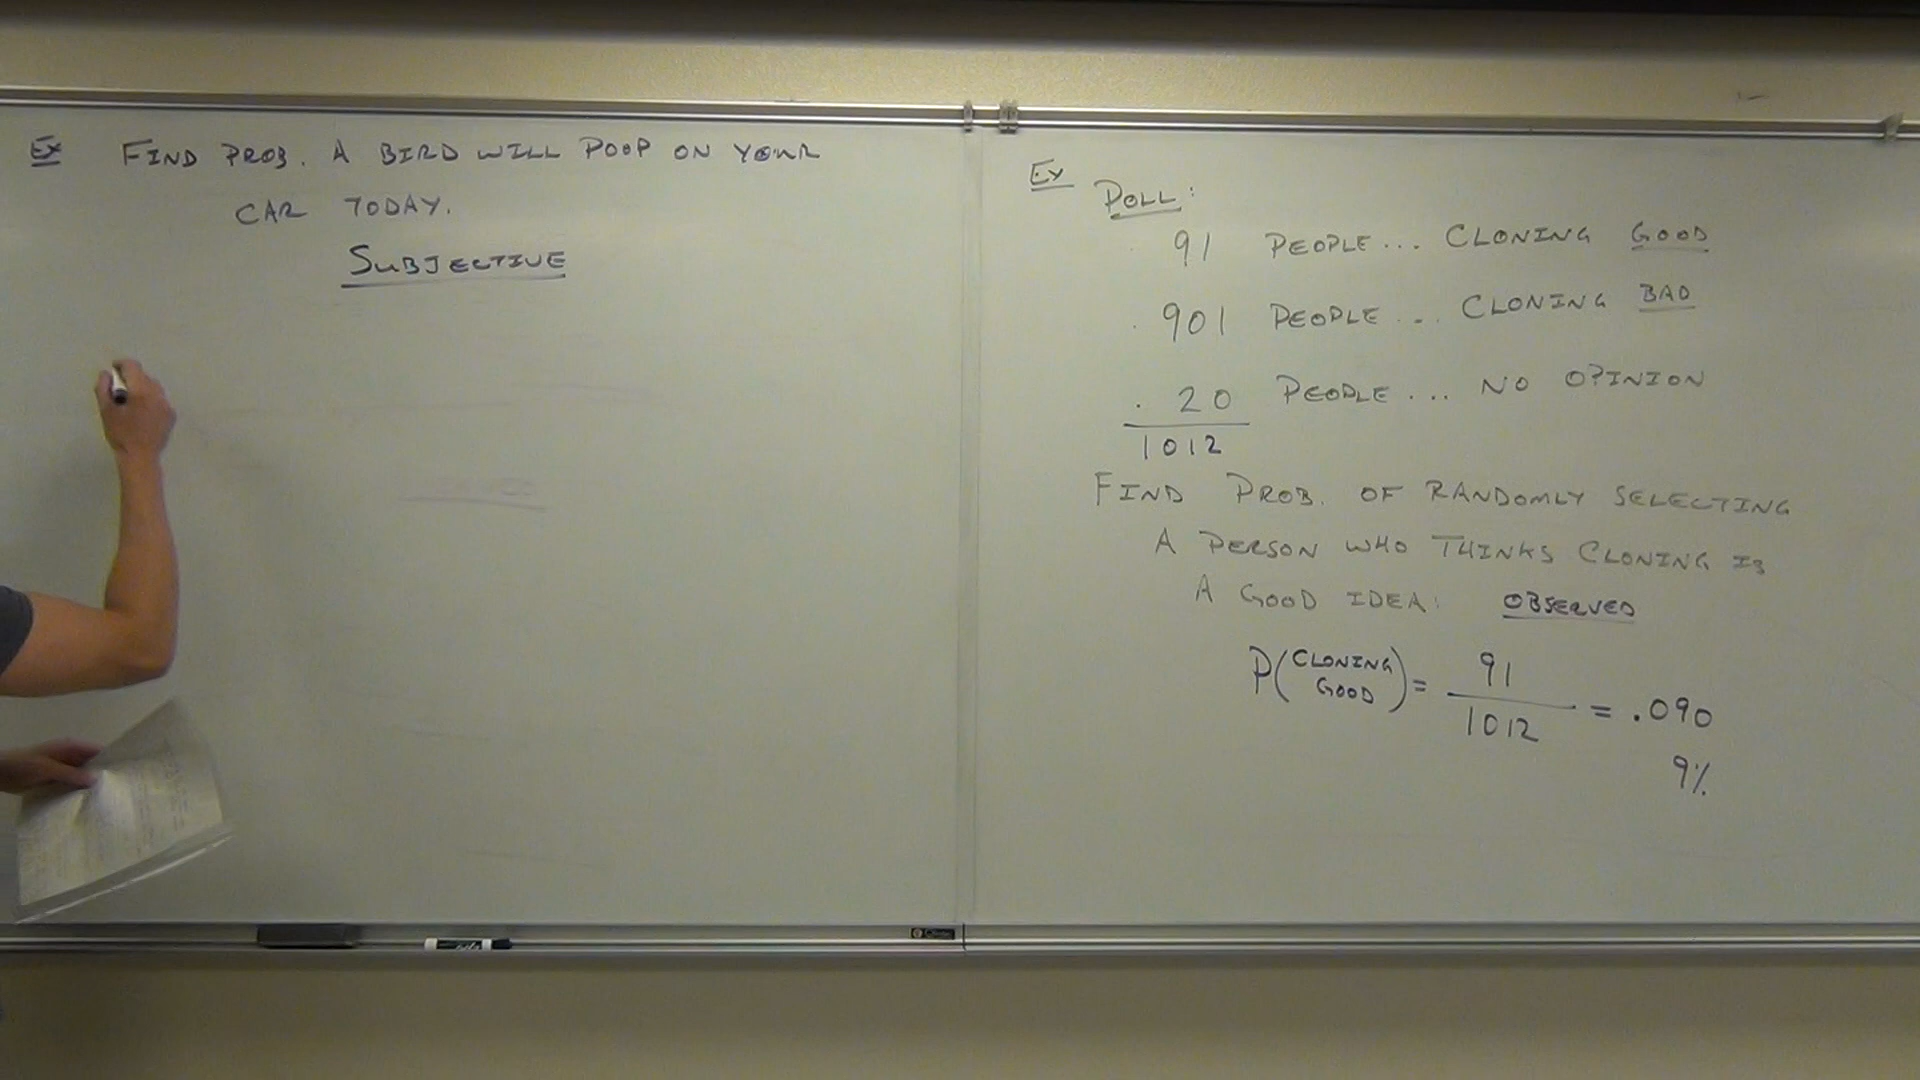 Ex FIND PROB. A BIRD WILL POOP ON YOUR
CAR TODAY.
SUBJECTIVE
Ex
POLL:
91 PEOPLE... CLONING GOOD
901 PEOPLE... CLONING BAD
20 PEOPLE... NO OPINION
1012
FIND PROB. OF RANDOMLY SELECTING
A PERSON WHO THINKS CLONING IS
A GOOD IDEA: OBSERVED
P(CLONING GOOD) = 91/1012 = .090
9%